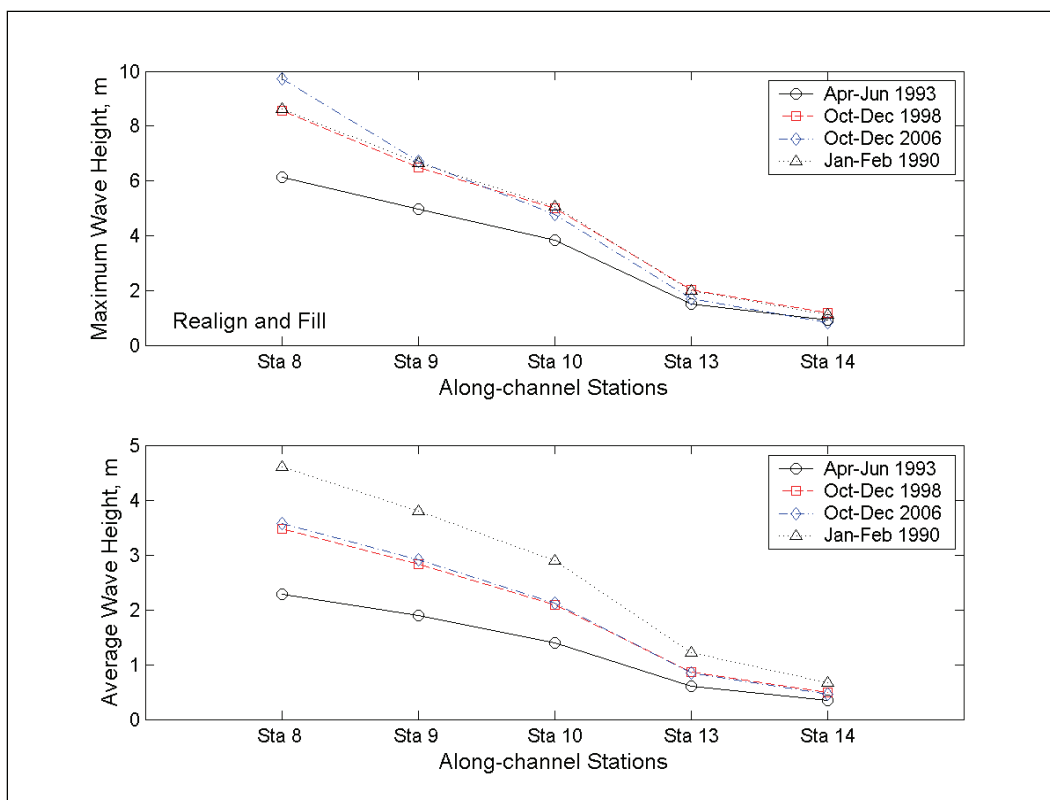 Maximum Wave Height, m
10
8
6
4
2
0
Apr-Jun 1993
Oct-Dec 1998
Oct-Dec 2006
Jan-Feb 1990
Realign and Fill
Sta 8 Sta 9 Sta 10 Sta 13 Sta 14
Along-channel Stations
Average Wave Height, m
5
4
3
2
1
0
Apr-Jun 1993
Oct-Dec 1998
Oct-Dec 2006
Jan-Feb 1990
Sta 8 Sta 9 Sta 10 Sta 13 Sta 14
Along-channel Stations